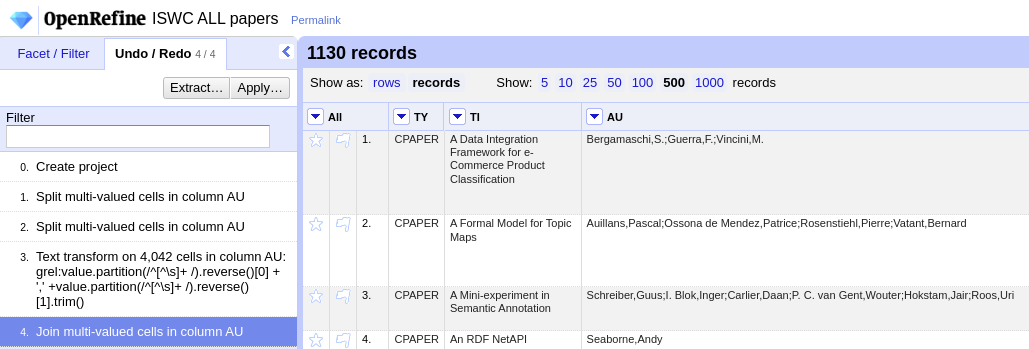 OpenRefine ISWC ALL papers Permalink
Facet / Filter Undo / Redo 4 / 4
Extract… Apply…
Filter
0. Create project
1. Split multi-valued cells in column AU
2. Split multi-valued cells in column AU
3. Text transform on 4,042 cells in column AU:
grel:value.partition(/^[^\s]+ /).reverse()[0] +
',' +value.partition(/^[^\s]+ /).reverse()
[1].trim()
4. Join multi-valued cells in column AU
1130 records
Show as: rows records Show: 5 10 25 50 100 500 1000 records
All TY TI AU
1. CPAPER A Data Integration Bergamaschi,S.;Guerra,F.;Vincini,M.
Framework for e-
Commerce Product
Classification
2. CPAPER A Formal Model for Topic Auillans,Pascal;Ossona de Mendez,Patrice;Rosenstiehl,Pierre;Vatant,Bernard
Maps
3. CPAPER A Mini-experiment in Schreiber,Guus;I. Blok,Inger;Carlier,Daan;P. C. van Gent,Wouter;Hokstam,Jair;Roos,Uri
Semantic Annotation
4. CPAPER An RDF NetAPI Seaborne,Andy